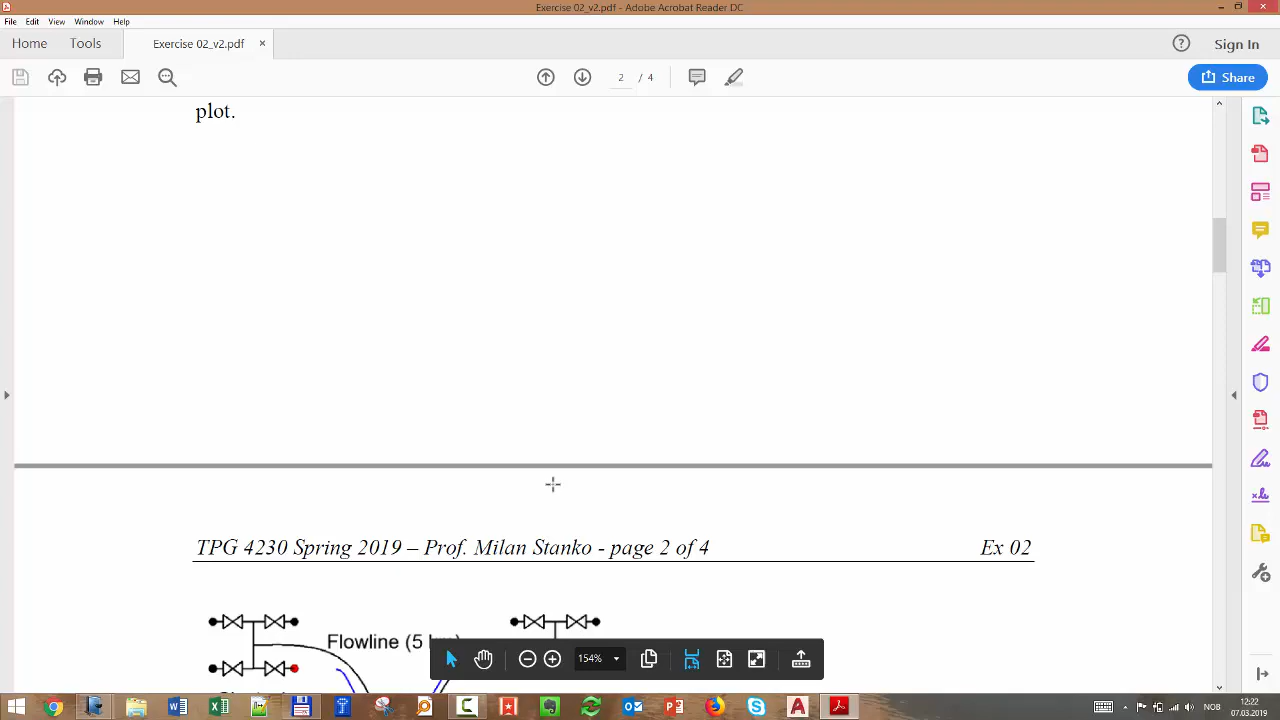 Exercise 02_v2.pdf - Adobe Acrobat Reader DC
File Edit View Window Help
Home Tools Exercise 02_v2.pdf × Sign In
2 / 4 Share
plot.
TPG 4230 Spring 2019 – Prof. Milan Stanko - page 2 of 4 Ex 02
Flowline (5
154%
NOB
12:22
07.03.2019